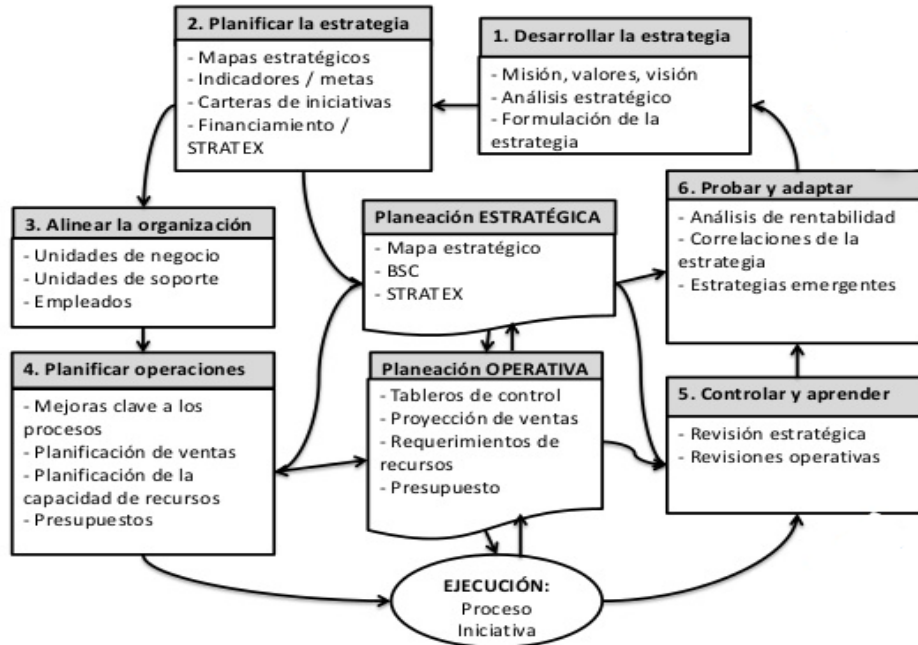 2. Planificar la estrategia
- Mapas estratégicos
- Indicadores / metas
- Carteras de iniciativas
- Financiamiento /
STRATEX
1. Desarrollar la estrategia
- Misión, valores, visión
- Análisis estratégico
- Formulación de la
estrategia
3. Alinear la organización
- Unidades de negocio
- Unidades de soporte
- Empleados
Planeación ESTRATÉGICA
- Mapa estratégico
- BSC
- STRATEX
6. Probar y adaptar
- Análisis de rentabilidad
- Correlaciones de la
estrategia
- Estrategias emergentes
4. Planificar operaciones
- Mejoras clave a los
procesos
- Planificación de ventas
- Planificación de la
capacidad de recursos
- Presupuestos
Planeación OPERATIVA
- Tableros de control
- Proyección de ventas
- Requerimientos de
recursos
- Presupuesto
5. Controlar y aprender
- Revisión estratégica
- Revisiones operativas
EJECUCIÓN:
Proceso
Iniciativa